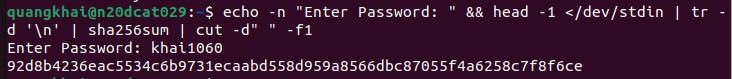 quangkhai@n20dcat029:~$ echo -n "Enter Password: " && head -1 </dev/stdin | tr -
d '\n' | sha256sum | cut -d" " -f1
Enter Password: khai1060
92d8b4236eac5534c6b9731ecaabd558d959a8566dbc87055f4a6258c7f8f6ce